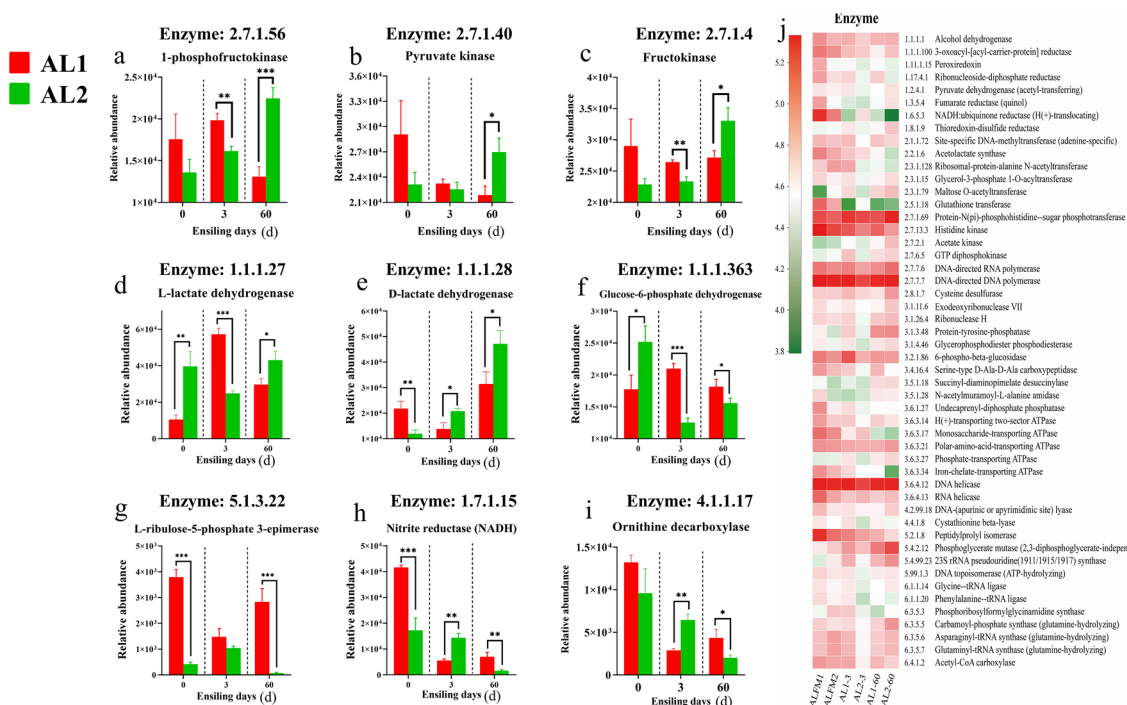 AL1
AL2
a
Enzyme: 2.7.1.56
1-phosphofructokinase
Relative abundance
2.5×10⁴
2×10⁴
1.5×10⁴
1×10⁴
**
***
0
3
60
Ensiling days (d)
b
Enzyme: 2.7.1.40
Pyruvate kinase
Relative abundance
3.6×10⁴
3.1×10⁴
2.6×10⁴
2.1×10⁴
*
0
3
60
Ensiling days (d)
c
Enzyme: 2.7.1.4
Fructokinase
Relative abundance
4×10⁴
3.5×10⁴
3×10⁴
2.5×10⁴
2×10⁴
**
*
0
3
60
Ensiling days (d)
d
Enzyme: 1.1.1.27
L-lactate dehydrogenase
Relative abundance
6×10⁴
4×10⁴
2×10⁴
0
**
***
*
0
3
60
Ensiling days (d)
e
Enzyme: 1.1.1.28
D-lactate dehydrogenase
Relative abundance
6×10⁴
5×10⁴
4×10⁴
3×10⁴
2×10⁴
1×10⁴
**
*
*
0
3
60
Ensiling days (d)
f
Enzyme: 1.1.1.363
Glucose-6-phosphate dehydrogenase
Relative abundance
3×10⁴
2.5×10⁴
2×10⁴
1.5×10⁴
1×10⁴
*
***
*
0
3
60
Ensiling days (d)
g
Enzyme: 5.1.3.22
L-ribulose-5-phosphate 3-epimerase
Relative abundance
5×10³
4×10³
3×10³
2×10³
1×10³
0
***
***
0
3
60
Ensiling days (d)
h
Enzyme: 1.7.1.15
Nitrite reductase (NADH)
Relative abundance
5×10³
4×10³
3×10³
2×10³
1×10³
0
***
**
**
0
3
60
Ensiling days (d)
i
Enzyme: 4.1.1.17
Ornithine decarboxylase
Relative abundance
1.5×10⁴
1×10⁴
5×10³
0
**
*
0
3
60
Ensiling days (d)
j
Enzyme
5.2
5
4.8
4.6
4.4
4.2
4
3.8
1.1.1.1 Alcohol dehydrogenase
1.1.1.100 3-oxoacyl-[acyl-carrier-protein] reductase
1.11.1.15 Peroxiredoxin
1.17.4.1 Ribonucleoside-diphosphate reductase
1.2.4.1 Pyruvate dehydrogenase (acetyl-transferring)
1.3.5.4 Fumarate reductase (quinol)
1.6.5.3 NADH:ubiquinone reductase (H(+)-translocating)
1.8.1.9 Thioredoxin-disulfide reductase
2.1.1.72 Site-specific DNA-methyltransferase (adenine-specific)
2.2.1.6 Acetolactate synthase
2.3.1.128 Ribosomal-protein-alanine N-acetyltransferase
2.3.1.15 Glycerol-3-phosphate 1-O-acyltransferase
2.3.1.79 Maltose O-acetyltransferase
2.5.1.18 Glutathione transferase
2.7.1.69 Protein-N(pi)-phosphohistidine--sugar phosphotransferase
2.7.13.3 Histidine kinase
2.7.2.1 Acetate kinase
2.7.6.5 GTP diphosphokinase
2.7.7.6 DNA-directed RNA polymerase
2.7.7.7 DNA-directed DNA polymerase
2.8.1.7 Cysteine desulfurase
3.1.11.6 Exodeoxyribonuclease VII
3.1.26.4 Ribonuclease H
3.1.3.48 Protein-tyrosine-phosphatase
3.1.4.46 Glycerophosphodiester phosphodiesterase
3.2.1.86 6-phospho-beta-glucosidase
3.4.16.4 Serine-type D-Ala-D-Ala carboxypeptidase
3.5.1.18 Succinyl-diaminopimelate desuccinylase
3.5.1.28 N-acetylmuramoyl-L-alanine amidase
3.6.1.27 Undecaprenyl-diphosphate phosphatase
3.6.3.14 H(+)-transporting two-sector ATPase
3.6.3.17 Monosaccharide-transporting ATPase
3.6.3.21 Polar-amino-acid-transporting ATPase
3.6.3.27 Phosphate-transporting ATPase
3.6.3.34 Iron-chelate-transporting ATPase
3.6.4.12 DNA helicase
3.6.4.13 RNA helicase
4.2.99.18 DNA-(apurinic or apyrimidinic site) lyase
4.4.1.8 Cystathionine beta-lyase
5.2.1.8 Peptidylprolyl isomerase
5.4.2.12 Phosphoglycerate mutase (2,3-diphosphoglycerate-indepen
5.4.99.23 23S rRNA pseudouridine(1911/1915/1917) synthase
5.99.1.3 DNA topoisomerase (ATP-hydrolyzing)
6.1.1.14 Glycine--tRNA ligase
6.1.1.20 Phenylalanine--tRNA ligase
6.3.5.3 Phosphoribosylformylglycinamidine synthase
6.3.5.5 Carbamoyl-phosphate synthase (glutamine-hydrolyzing)
6.3.5.6 Asparaginyl-tRNA synthase (glutamine-hydrolyzing)
6.3.5.7 Glutaminyl-tRNA synthase (glutamine-hydrolyzing)
6.4.1.2 Acetyl-CoA carboxylase
ALFM1
ALFM2
AL1-3
AL2-3
AL1-60
AL2-60